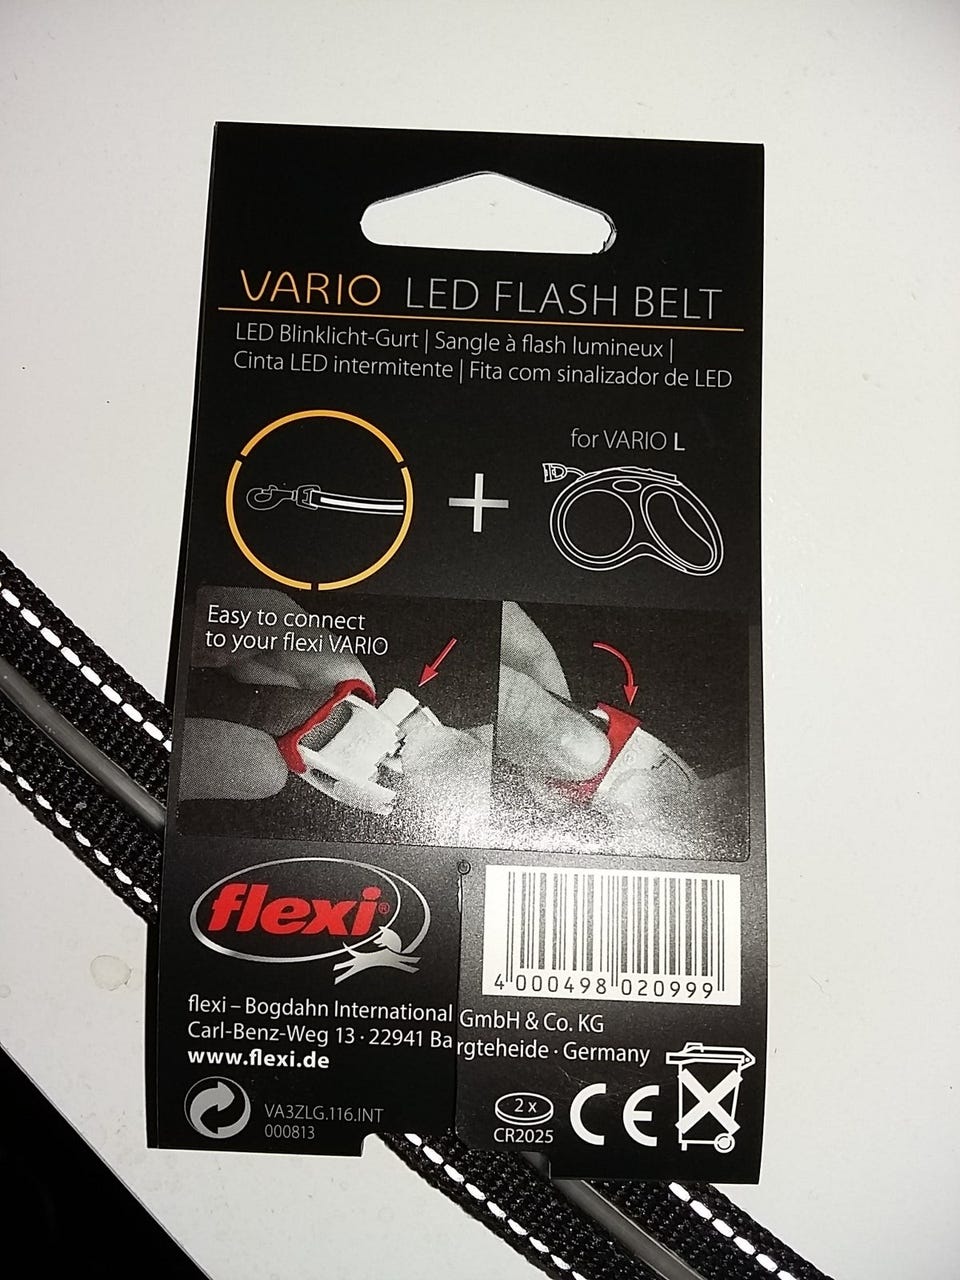 VARIO LED FLASH BELT
LED Blinklicht-Gurt | Sangle à flash lumineux |
Cinta LED intermitente | Fita com sinalizador de LED
for VARIO L
Easy to connect
to your flexi VARIO
flexi®
4 000498 020999
flexi – Bogdahn International GmbH & Co. KG
Carl-Benz-Weg 13 · 22941 Bargteheide · Germany
www.flexi.de
VA3ZLG.116.INT
000813
2 x
CR2025
CE